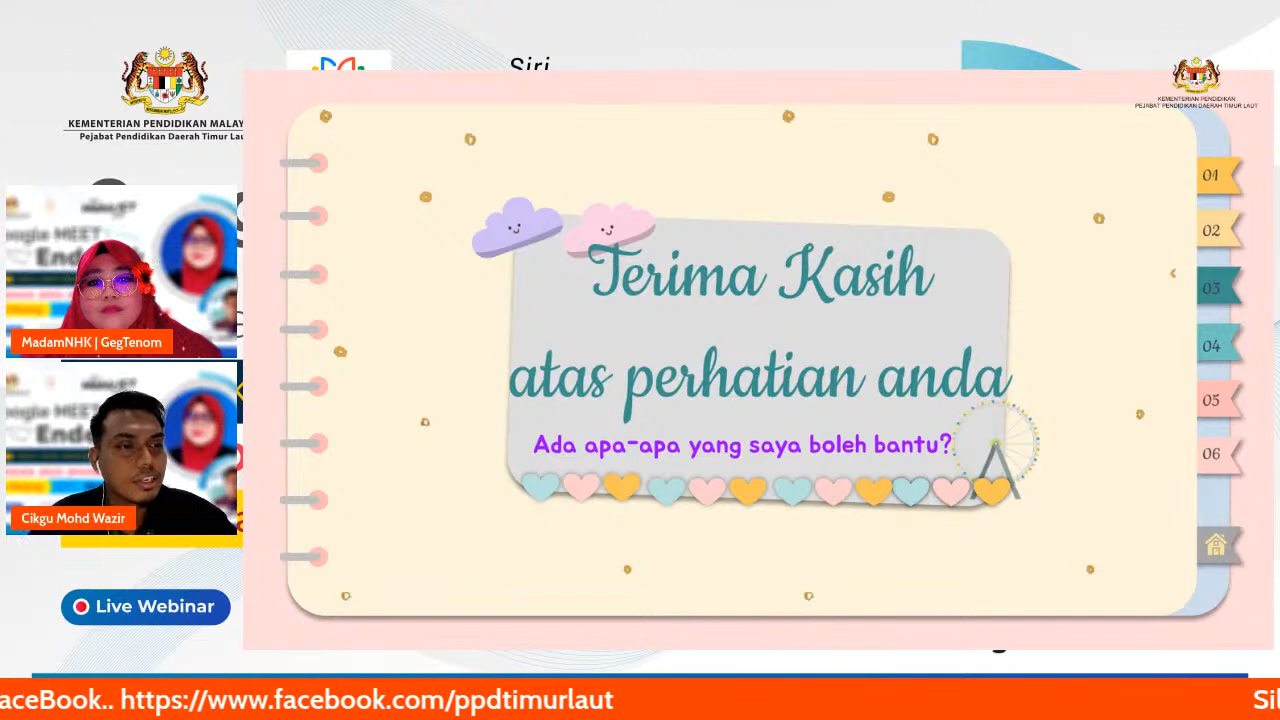 Siri
KEMENTERIAN PENDIDIKAN MALAY
Pejabat Pendidikan Daerah Timur Lau
KEMENTERIAN PENDIDIKAN
PEJABAT PENDIDIKAN DAERAH TIMUR LAUT
01
02
03
04
05
06
Terima Kasih
atas perhatian anda
Ada apa-apa yang saya boleh bantu?
MadamNHK | GegTenom
Cikgu Mohd Wazir
Live Webinar
aceBook.. https://www.facebook.com/ppdtimurlaut